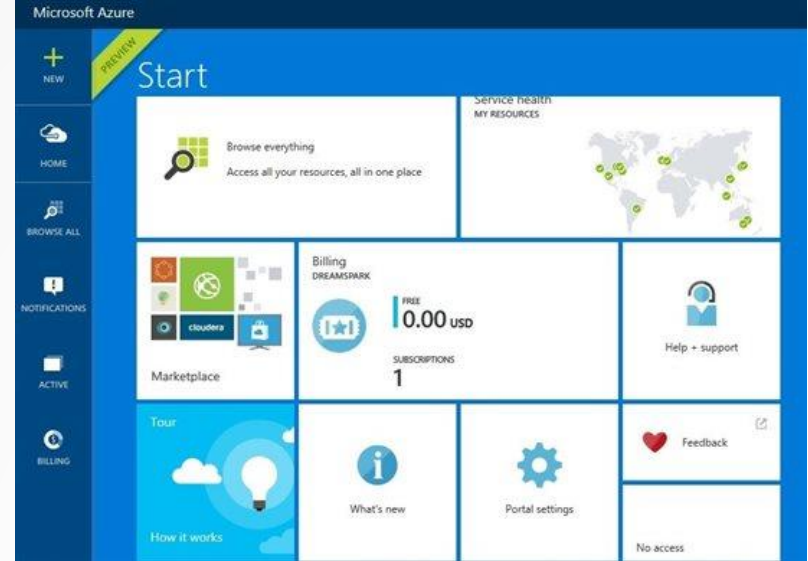 Microsoft Azure
NEW
PREVIEW
Start
HOME
BROWSE ALL
NOTIFICATIONS
ACTIVE
BILLING
Browse everything
Access all your resources, all in one place
Service health
MY RESOURCES
cloudera
Marketplace
Billing
DREAMSPARK
FREE
0.00 USD
SUBSCRIPTIONS
1
Help + support
Tour
How it works
What's new
Portal settings
Feedback
No access